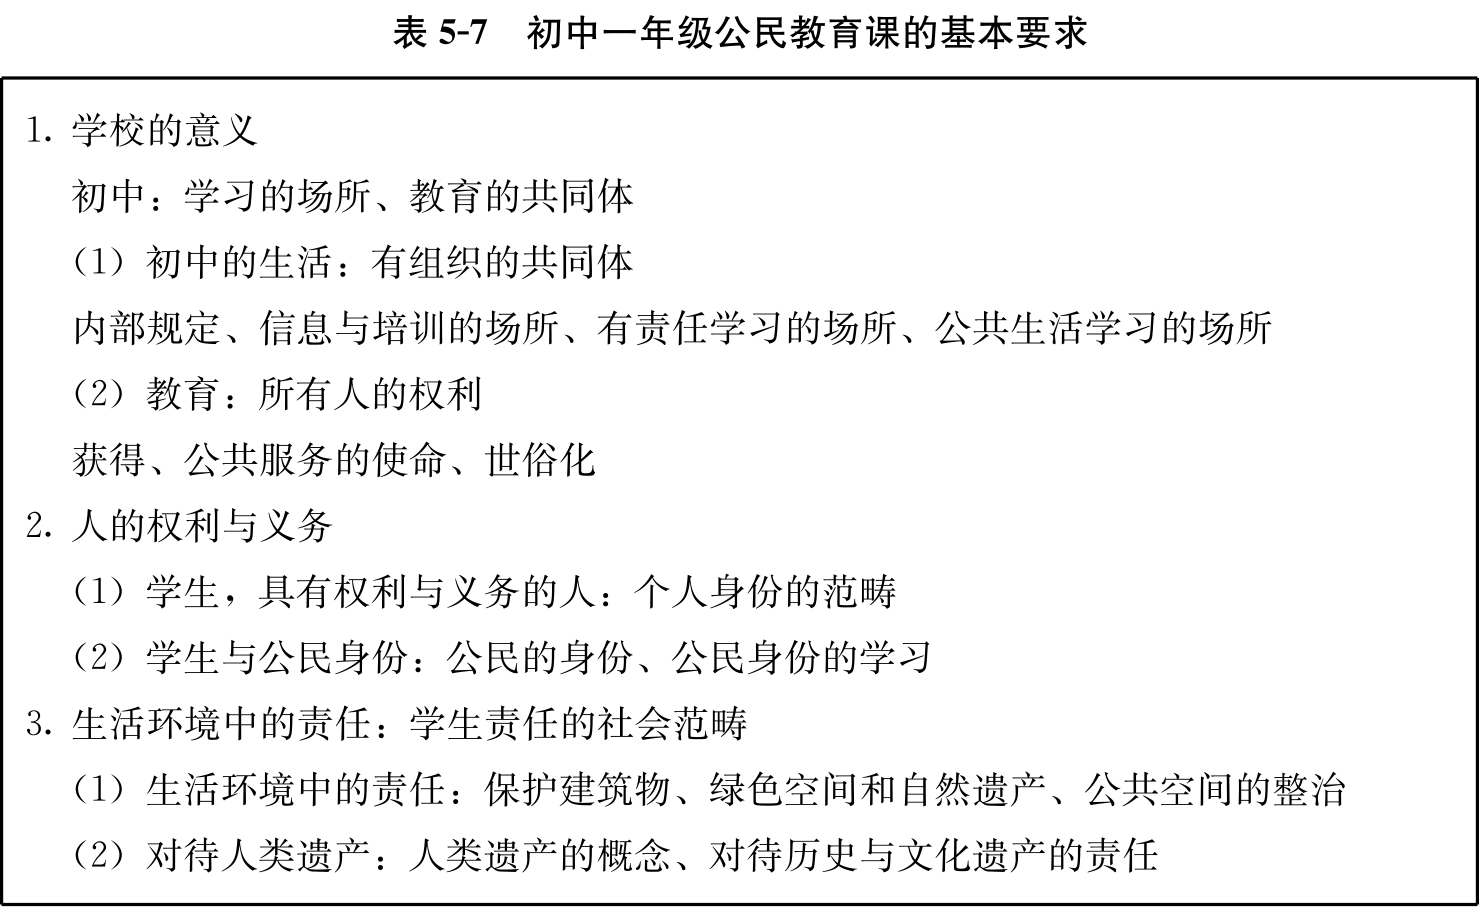 表 5-7 初中一年级公民教育课的基本要求
1. 学校的意义
初中：学习的场所、教育的共同体
（1）初中的生活：有组织的共同体
内部规定、信息与培训的场所、有责任学习的场所、公共生活学习的场所
（2）教育：所有人的权利
获得、公共服务的使命、世俗化
2. 人的权利与义务
（1）学生，具有权利与义务的人：个人身份的范畴
（2）学生与公民身份：公民的身份、公民身份的学习
3. 生活环境中的责任：学生责任的社会范畴
（1）生活环境中的责任：保护建筑物、绿色空间和自然遗产、公共空间的整治
（2）对待人类遗产：人类遗产的概念、对待历史与文化遗产的责任